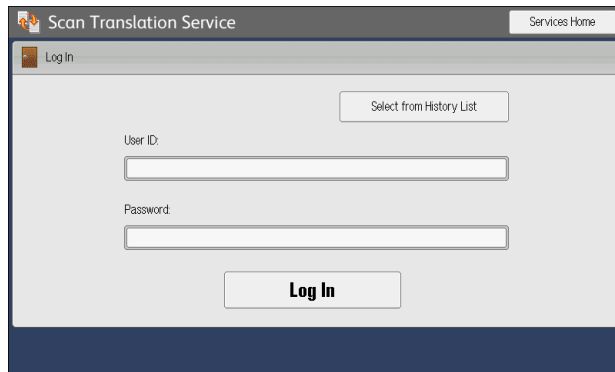 Scan Translation Service
Services Home
Log In
Select from History List
User ID:
Password:
Log In